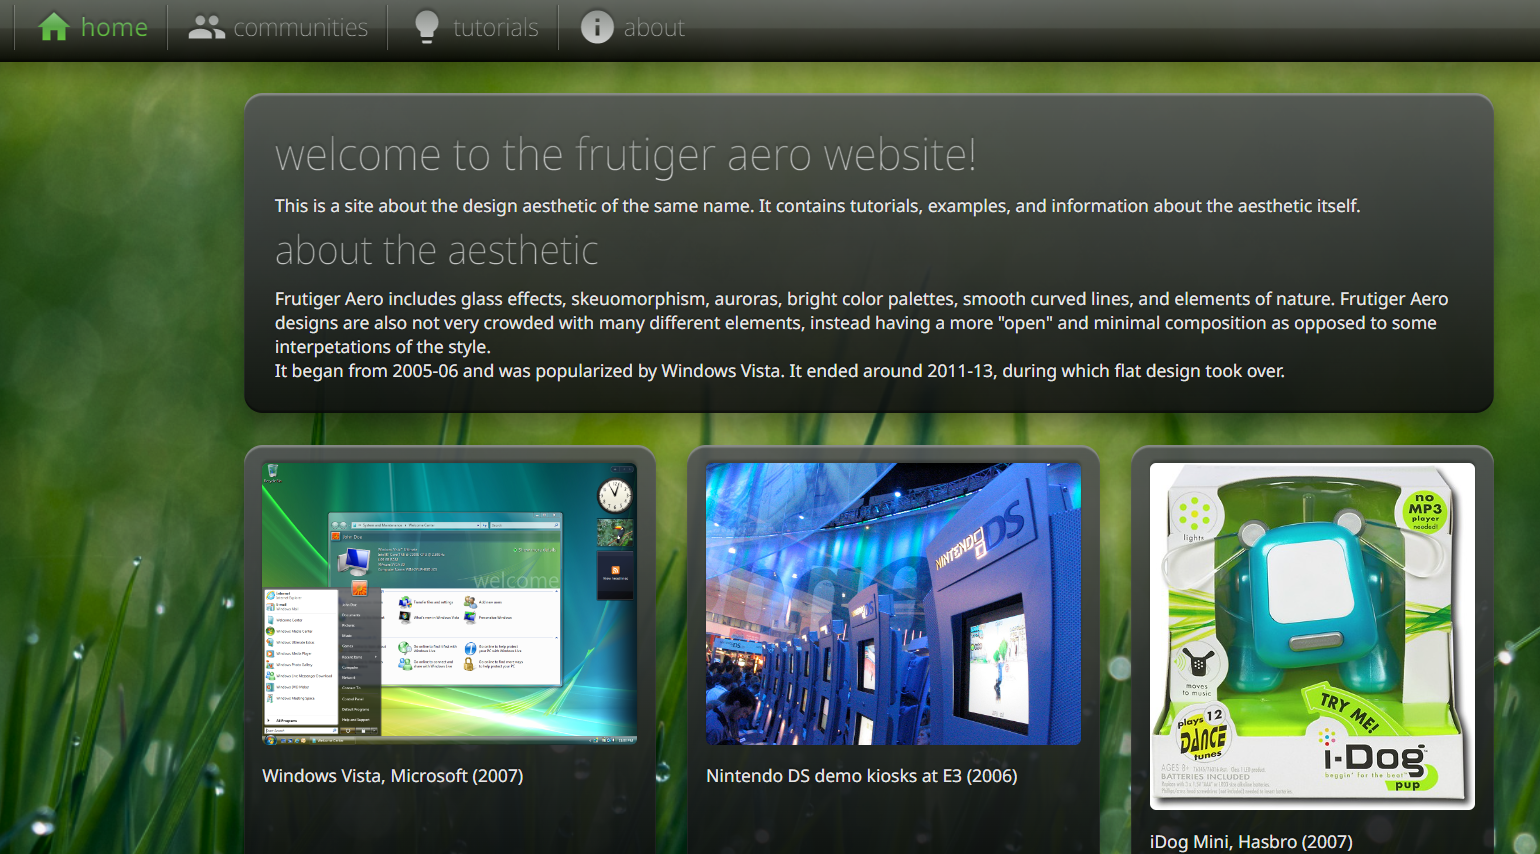 home
communities
tutorials
about
welcome to the frutiger aero website!
This is a site about the design aesthetic of the same name. It contains tutorials, examples, and information about the aesthetic itself.
about the aesthetic
Frutiger Aero includes glass effects, skeuomorphism, auroras, bright color palettes, smooth curved lines, and elements of nature. Frutiger Aero
designs are also not very crowded with many different elements, instead having a more "open" and minimal composition as opposed to some
interpetations of the style.
It began from 2005-06 and was popularized by Windows Vista. It ended around 2011-13, during which flat design took over.
welcome
Windows Vista, Microsoft (2007)
NINTENDO DS
Nintendo DS demo kiosks at E3 (2006)
lights
no
MP3
player
needed!
moves
to music
TRY ME!
plays 12
DANCE
tunes
i-Dog
beggin' for the beat
pup
AGES 8+
BATTERIES INCLUDED
iDog Mini, Hasbro (2007)